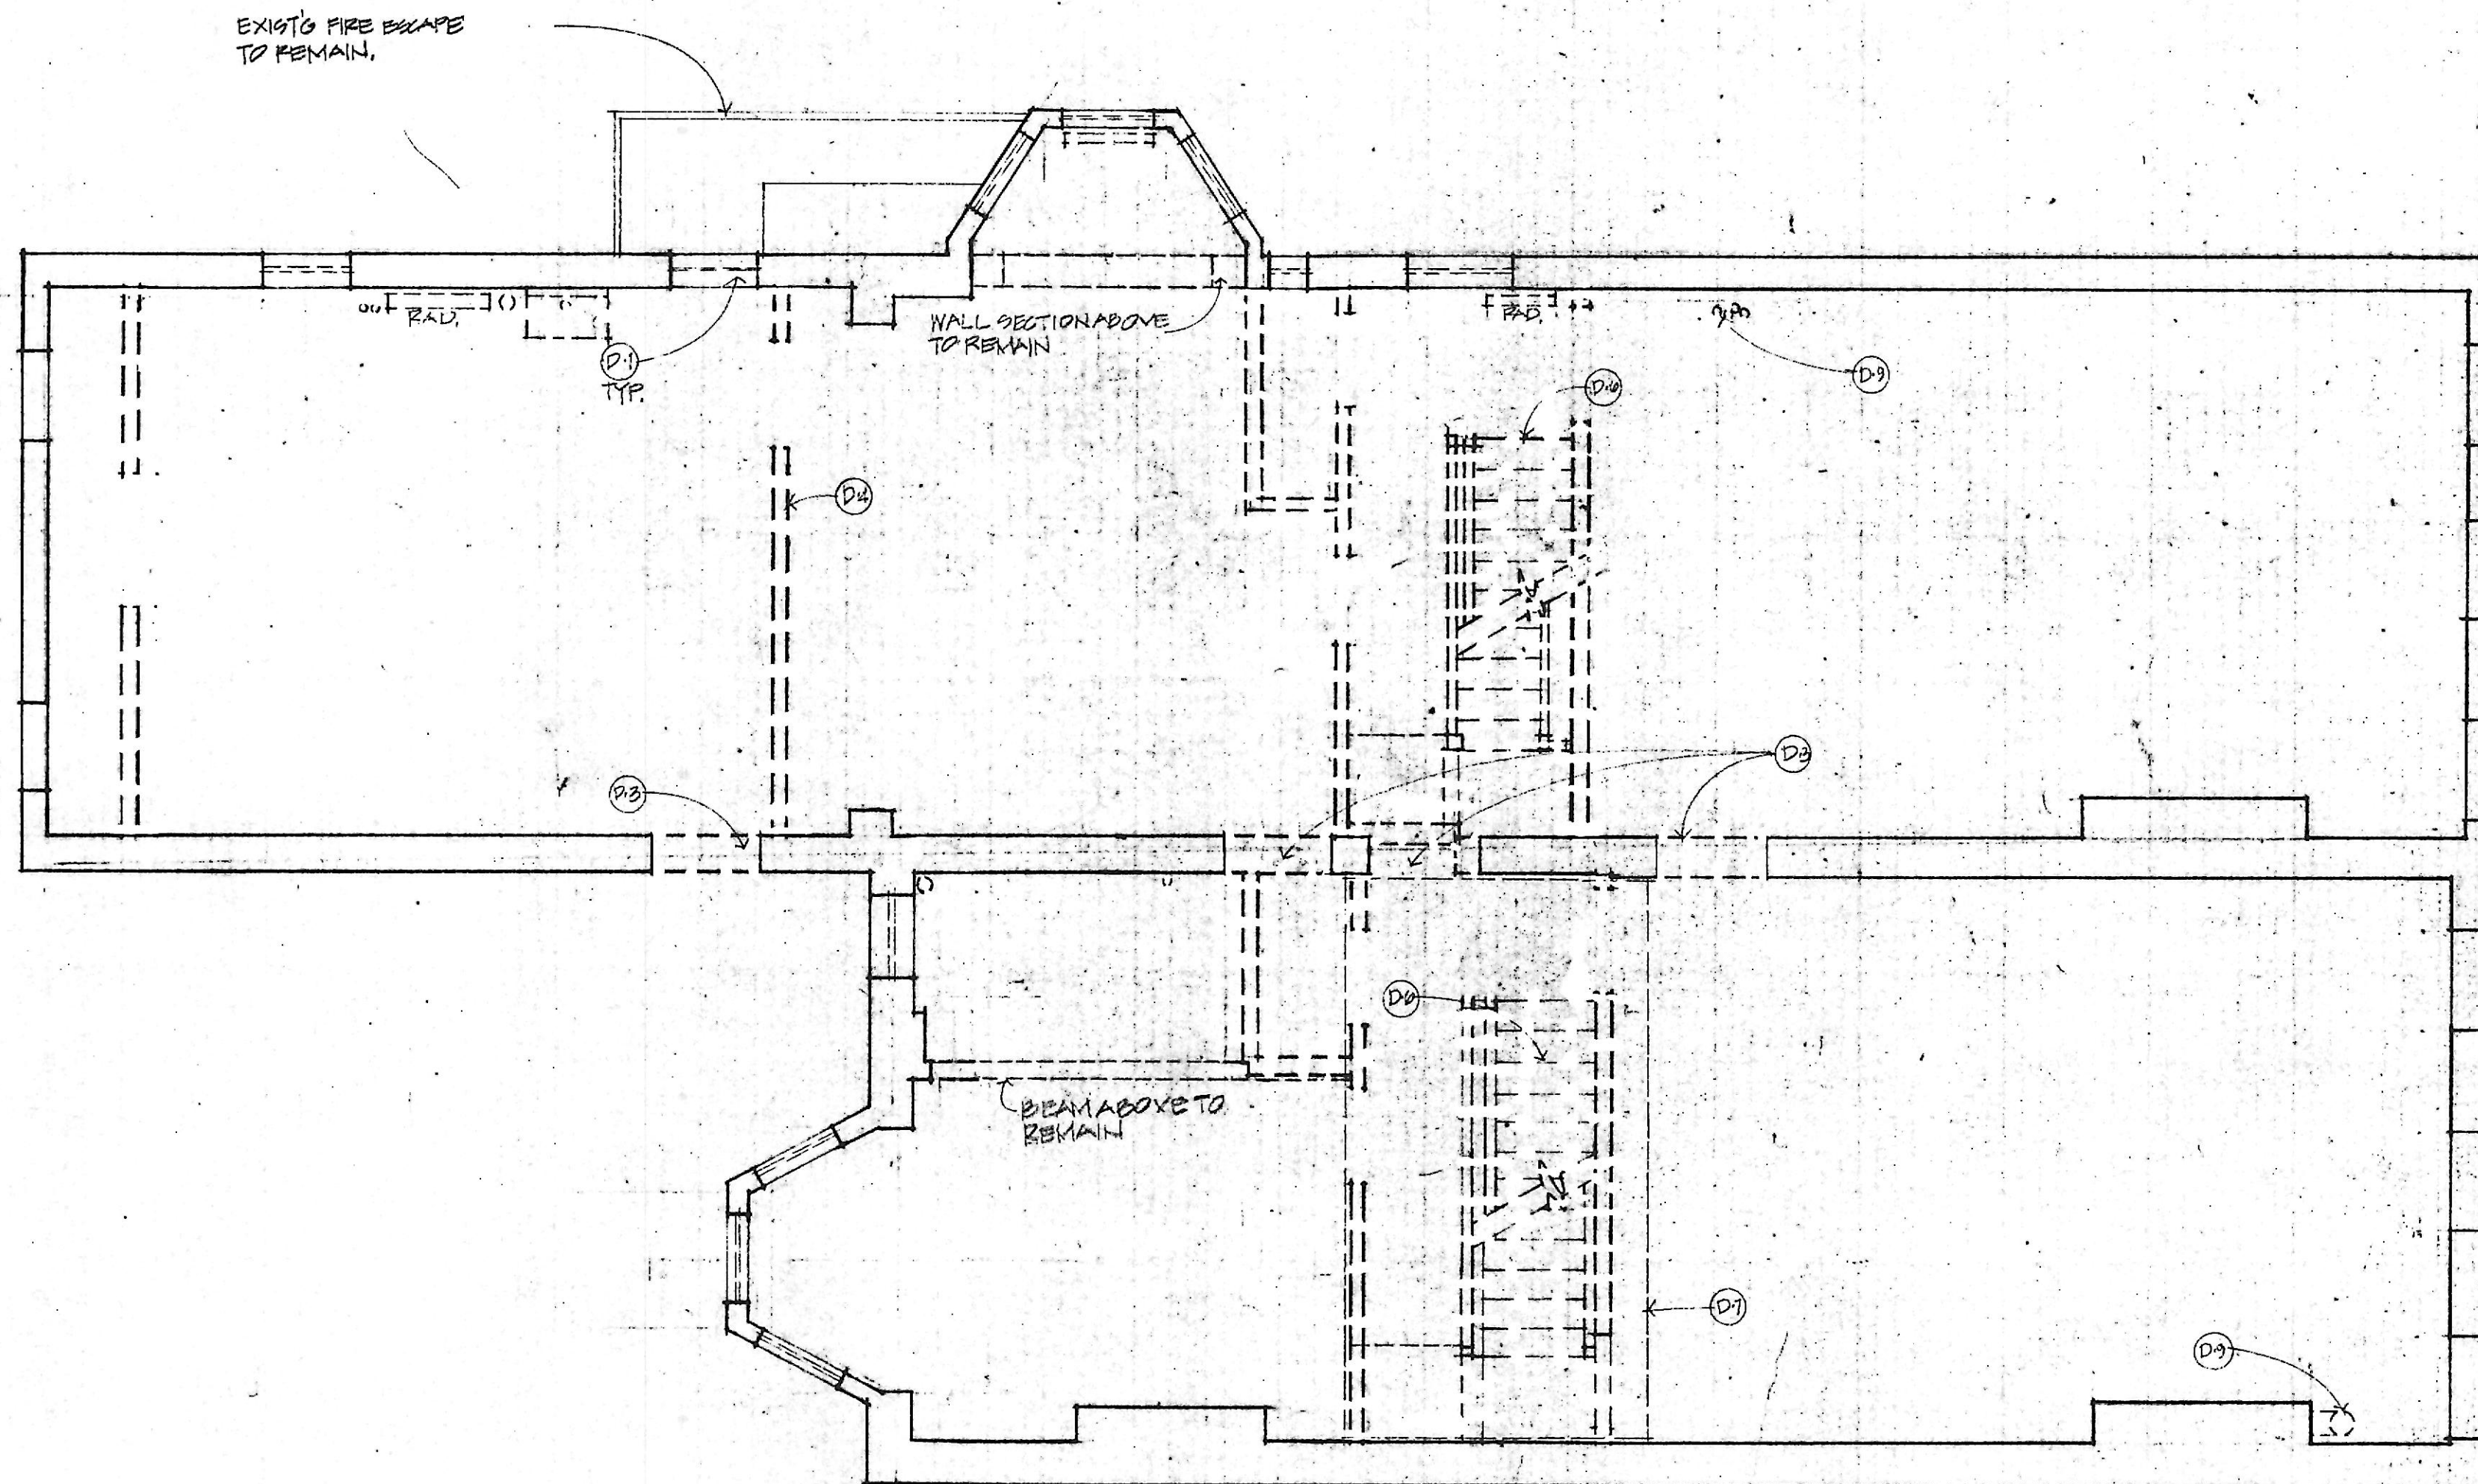 EXIST'G FIRE ESCAPE
TO REMAIN.
RAD.
WALL SECTION ABOVE
TO REMAIN
RAD.
D·1
TYP.
D·9
D·6
D·4
D·3
D·3
D·6
BEAM ABOVE TO
REMAIN
D·7
D·9